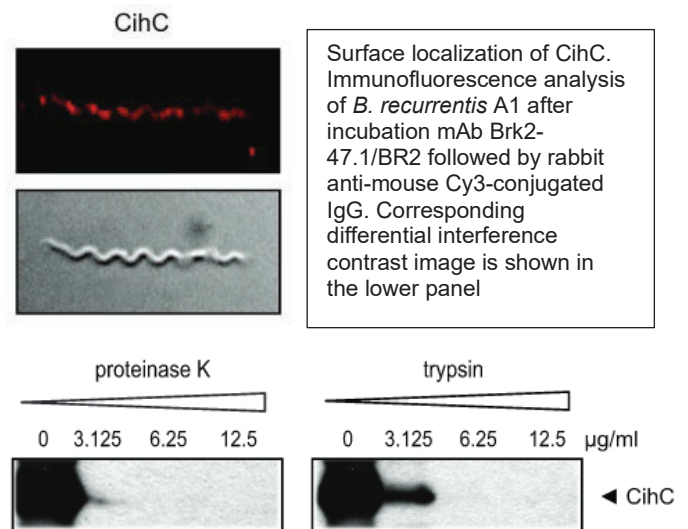 CihC
Surface localization of CihC.
Immunofluorescence analysis
of B. recurrentis A1 after
incubation mAb Brk2-
47.1/BR2 followed by rabbit
anti-mouse Cy3-conjugated
IgG. Corresponding
differential interference
contrast image is shown in
the lower panel
proteinase K
0 3.125 6.25 12.5
trypsin
0 3.125 6.25 12.5 µg/ml
◄ CihC